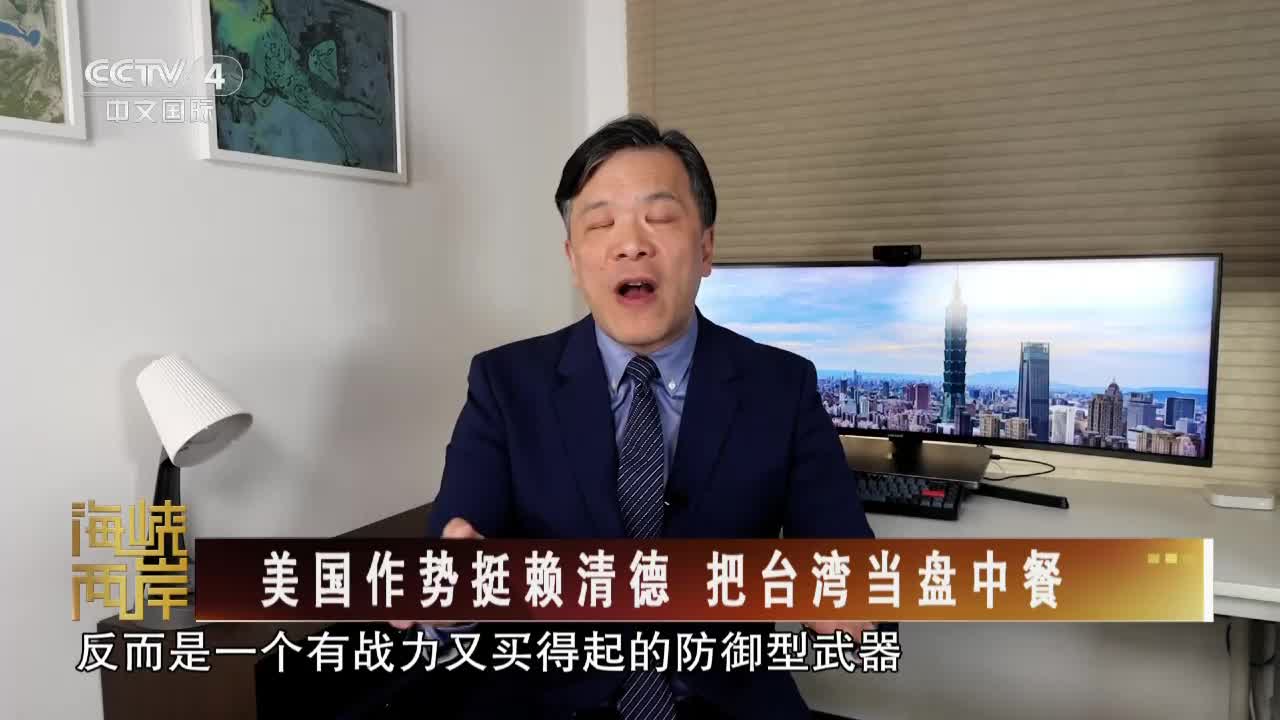 CCTV 4
中文国际
海峡
两岸
美国作势挺赖清德 把台湾当盘中餐
反而是一个有战力又买得起的防御型武器